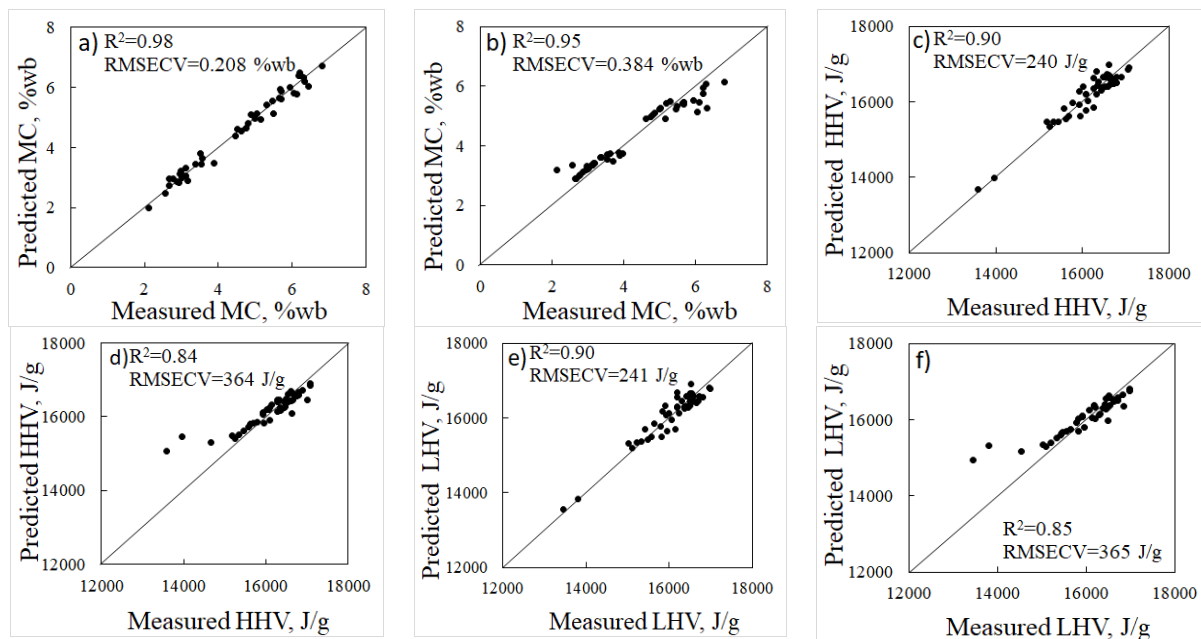 a) R²=0.98
RMSECV=0.208 %wb
Predicted MC, %wb
8
6
4
2
0
0 2 4 6 8
Measured MC, %wb
b) R²=0.95
RMSECV=0.384 %wb
Predicted MC, %wb
8
6
4
2
0
0 2 4 6 8
Measured MC, %wb
c) R²=0.90
RMSECV=240 J/g
Predicted HHV, J/g
18000
16000
14000
12000
12000 14000 16000 18000
Measured HHV, J/g
d) R²=0.84
RMSECV=364 J/g
Predicted HHV, J/g
18000
16000
14000
12000
12000 14000 16000 18000
Measured HHV, J/g
e) R²=0.90
RMSECV=241 J/g
Predicted LHV, J/g
18000
16000
14000
12000
12000 14000 16000 18000
Measured LHV, J/g
f)
R²=0.85
RMSECV=365 J/g
Predicted LHV, J/g
18000
16000
14000
12000
12000 14000 16000 18000
Measured LHV, J/g